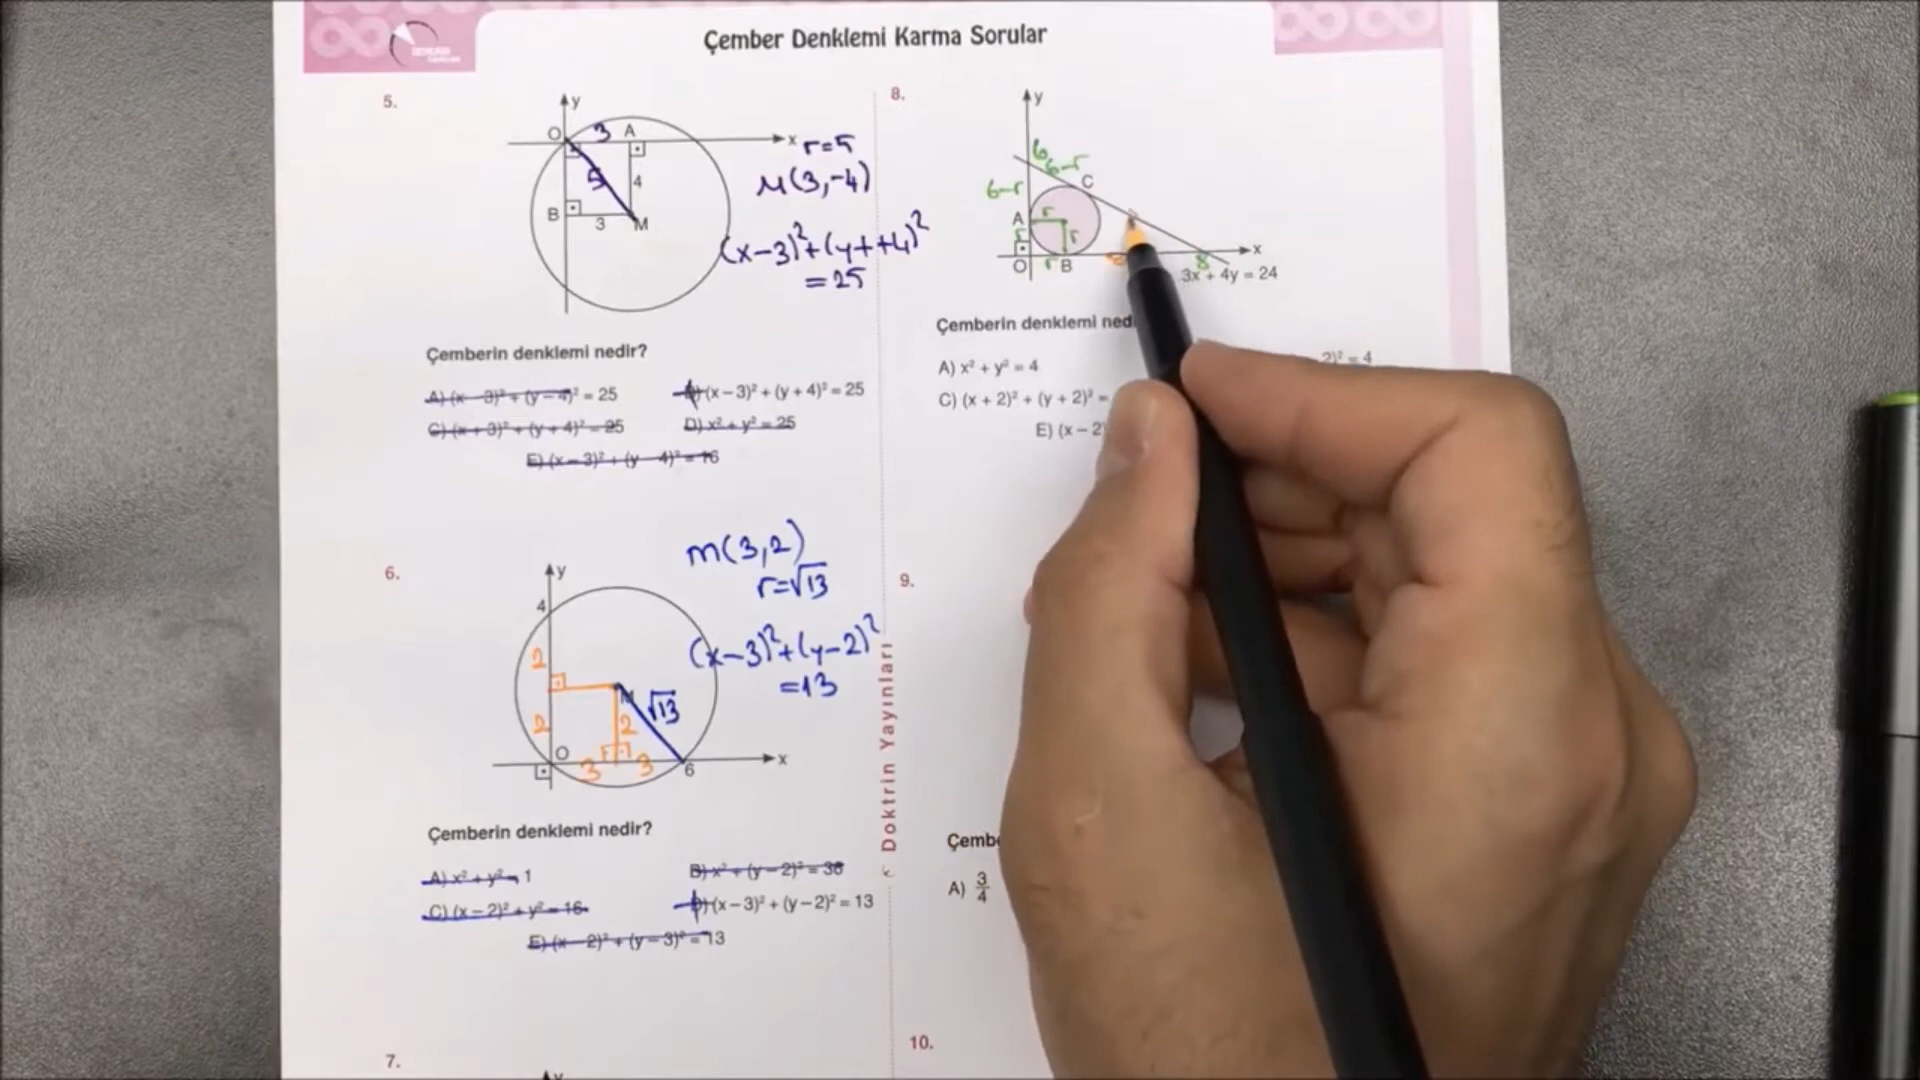 Çember Denklemi Karma Sorular
5.
y
O 3 A
x
r=5
5
4
M(3,-4)
B
3
M
(x-3)²+(y++4)²
=25
Çemberin denklemi nedir?
A) (x - 3)² + (y - 4)² = 25
B) (x - 3)² + (y + 4)² = 25
C) (x + 3)² + (y + 4)² = 25
D) x² + y² = 25
E) (x - 3)² + (y - 4)² = 16
6.
y
4
m(3,2)
r=√13
2
M
(x-3)²+(y-2)²
=13
2
2
√13
O
3
3
6
x
Çemberin denklemi nedir?
A) x² + y² = 1
B) x² + (y - 2)² = 36
C) (x - 2)² + y² = 16
D) (x - 3)² + (y - 2)² = 13
E) (x - 2)² + (y - 3)² = 13
7.
y
Doktrin Yayınları
8.
y
6
6-r
6-r
C
A
r
r
r
O
r
B
8
x
3x + 4y = 24
Çemberin denklemi
A) x² + y² = 4
2)² = 4
C) (x + 2)² + (y + 2)² =
E) (x - 2)
9.
A) 3/4
10.